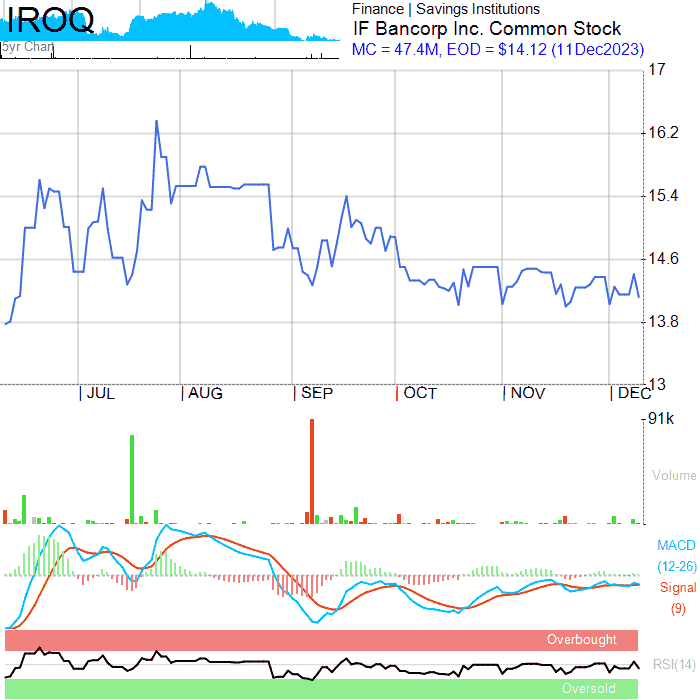 IROQ
5yr Chart
Finance | Savings Institutions
IF Bancorp Inc. Common Stock
MC = 47.4M, EOD = $14.12 (11Dec2023)
17
16.2
15.4
14.6
13.8
13
JUL AUG SEP OCT NOV DEC
91k
Volume
MACD
(12-26)
Signal
(9)
Overbought
RSI(14)
Oversold